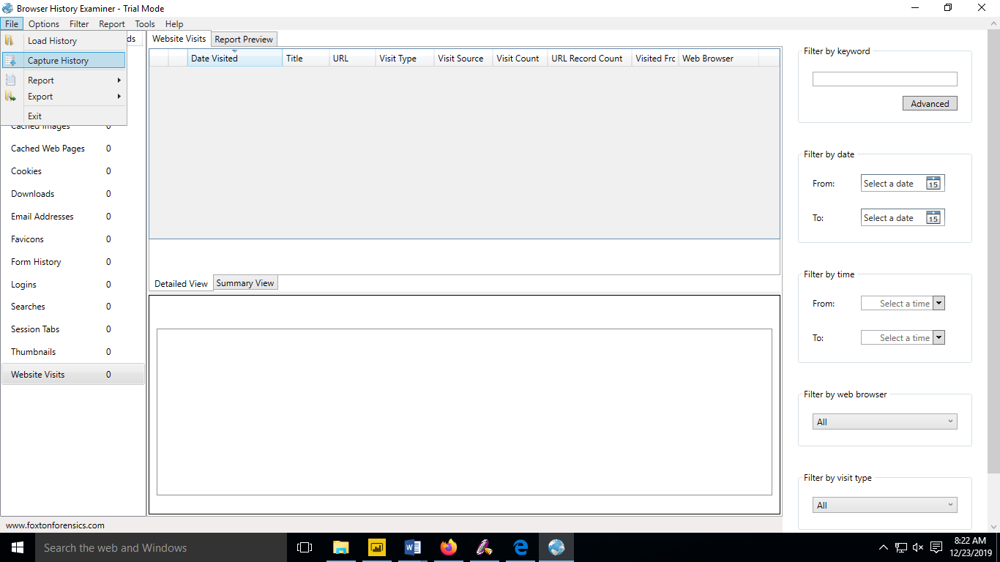 Browser History Examiner - Trial Mode
File Options Filter Report Tools Help
Load History
Capture History
Report
Export
Exit
ds
Cached Images 0
Cached Web Pages 0
Cookies 0
Downloads 0
Email Addresses 0
Favicons 0
Form History 0
Logins 0
Searches 0
Session Tabs 0
Thumbnails 0
Website Visits 0
Website Visits Report Preview
Date Visited Title URL Visit Type Visit Source Visit Count URL Record Count Visited Frc Web Browser
Detailed View Summary View
Filter by keyword
Advanced
Filter by date
From: Select a date 15
To: Select a date 15
Filter by time
From: Select a time
To: Select a time
Filter by web browser
All
Filter by visit type
All
www.foxtonforensics.com
Search the web and Windows
8:22 AM
12/23/2019